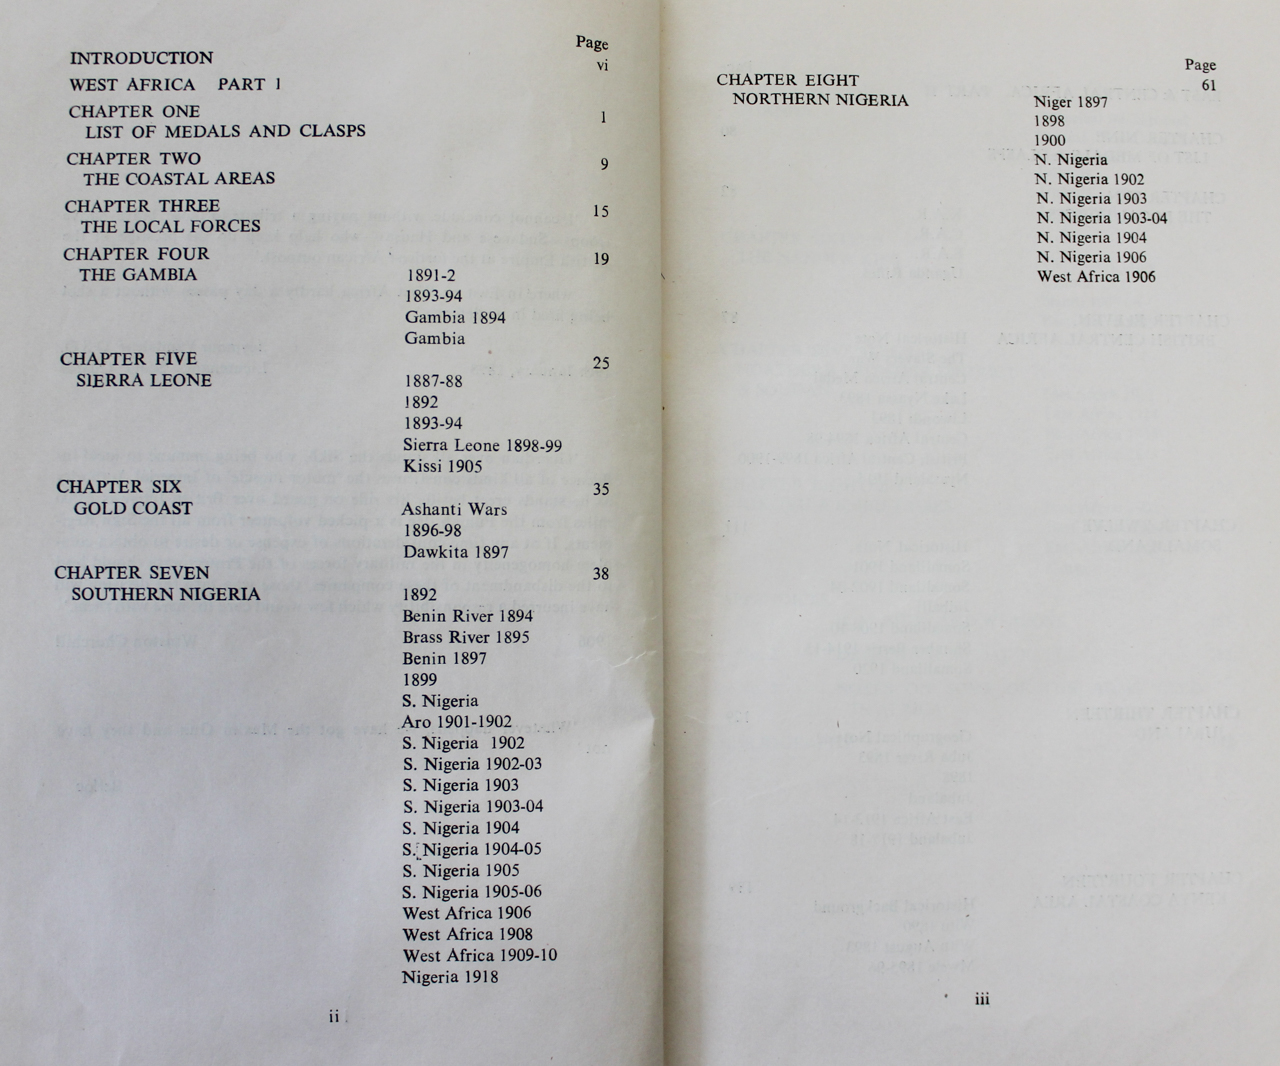 Page
INTRODUCTION vi
WEST AFRICA PART 1
CHAPTER ONE
LIST OF MEDALS AND CLASPS 1
CHAPTER TWO
THE COASTAL AREAS 9
CHAPTER THREE
THE LOCAL FORCES 15
CHAPTER FOUR 19
THE GAMBIA 1891-2
1893-94
Gambia 1894
Gambia
CHAPTER FIVE 25
SIERRA LEONE 1887-88
1892
1893-94
Sierra Leone 1898-99
Kissi 1905
CHAPTER SIX 35
GOLD COAST Ashanti Wars
1896-98
Dawkita 1897
CHAPTER SEVEN 38
SOUTHERN NIGERIA 1892
Benin River 1894
Brass River 1895
Benin 1897
1899
S. Nigeria
Aro 1901-1902
S. Nigeria 1902
S. Nigeria 1902-03
S. Nigeria 1903
S. Nigeria 1903-04
S. Nigeria 1904
S. Nigeria 1904-05
S. Nigeria 1905
S. Nigeria 1905-06
West Africa 1906
West Africa 1908
West Africa 1909-10
Nigeria 1918
ii
Page
CHAPTER EIGHT 61
NORTHERN NIGERIA Niger 1897
1898
1900
N. Nigeria
N. Nigeria 1902
N. Nigeria 1903
N. Nigeria 1903-04
N. Nigeria 1904
N. Nigeria 1906
West Africa 1906
iii